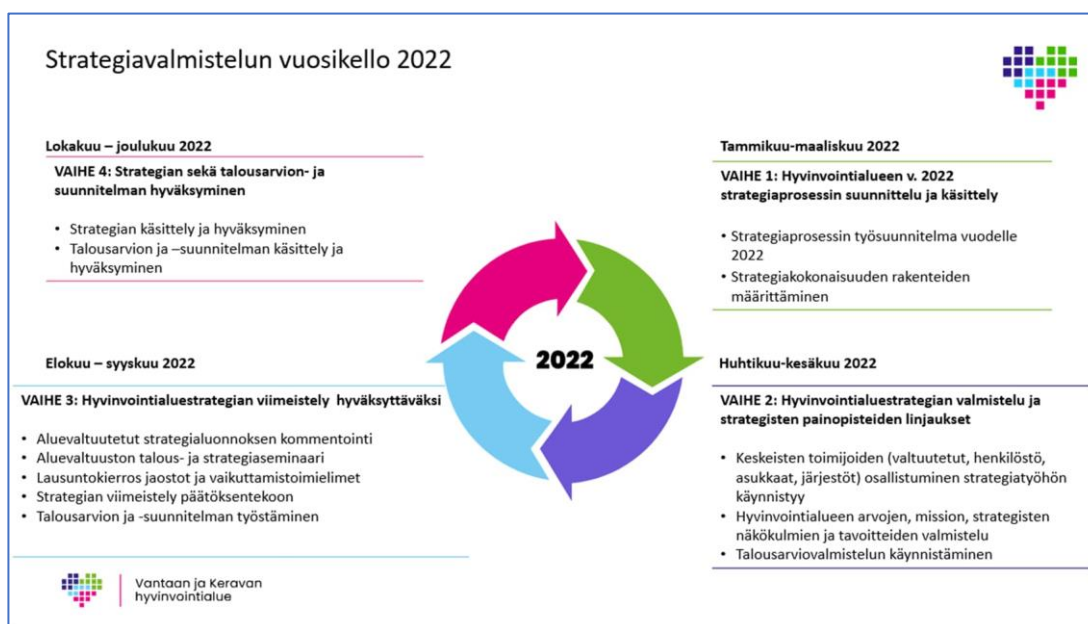 Strategiavalmistelun vuosikello 2022
Lokakuu – joulukuu 2022
VAIHE 4: Strategian sekä talousarvion- ja
suunnitelman hyväksyminen
• Strategian käsittely ja hyväksyminen
• Talousarvion ja –suunnitelman käsittely ja
hyväksyminen
Tammikuu-maaliskuu 2022
VAIHE 1: Hyvinvointialueen v. 2022
strategiaprosessin suunnittelu ja käsittely
• Strategiaprosessin työsuunnitelma vuodelle
2022
• Strategiakokonaisuuden rakenteiden
määrittäminen
2022
Elokuu – syyskuu 2022
VAIHE 3: Hyvinvointialuestrategian viimeistely hyväksyttäväksi
• Aluevaltuutetut strategialuonnoksen kommentointi
• Aluevaltuuston talous- ja strategiaseminaari
• Lausuntokierros jaostot ja vaikuttamistoimielimet
• Strategian viimeistely päätöksentekoon
• Talousarvion ja -suunnitelman työstäminen
Huhtikuu-kesäkuu 2022
VAIHE 2: Hyvinvointialuestrategian valmistelu ja
strategisten painopisteiden linjaukset
• Keskeisten toimijoiden (valtuutetut, henkilöstö,
asukkaat, järjestöt) osallistuminen strategiatyöhön
käynnistyy
• Hyvinvointialueen arvojen, mission, strategisten
näkökulmien ja tavoitteiden valmistelu
• Talousarviovalmistelun käynnistäminen
Vantaan ja Keravan
hyvinvointialue